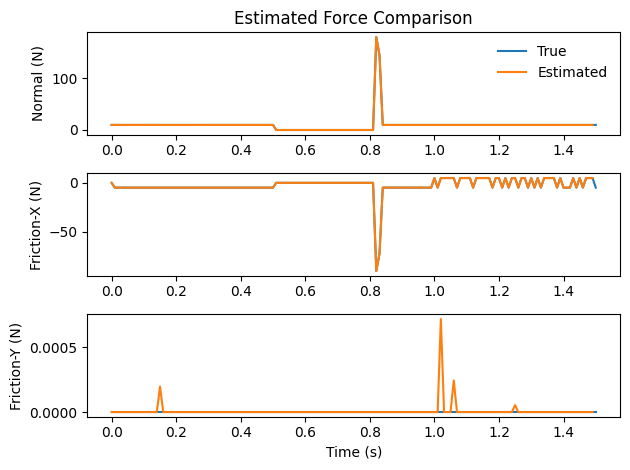 Estimated Force Comparison
Normal (N)
100
0
True
Estimated
0.0 0.2 0.4 0.6 0.8 1.0 1.2 1.4
Friction-X (N)
0
−50
0.0 0.2 0.4 0.6 0.8 1.0 1.2 1.4
Friction-Y (N)
0.0005
0.0000
0.0 0.2 0.4 0.6 0.8 1.0 1.2 1.4
Time (s)